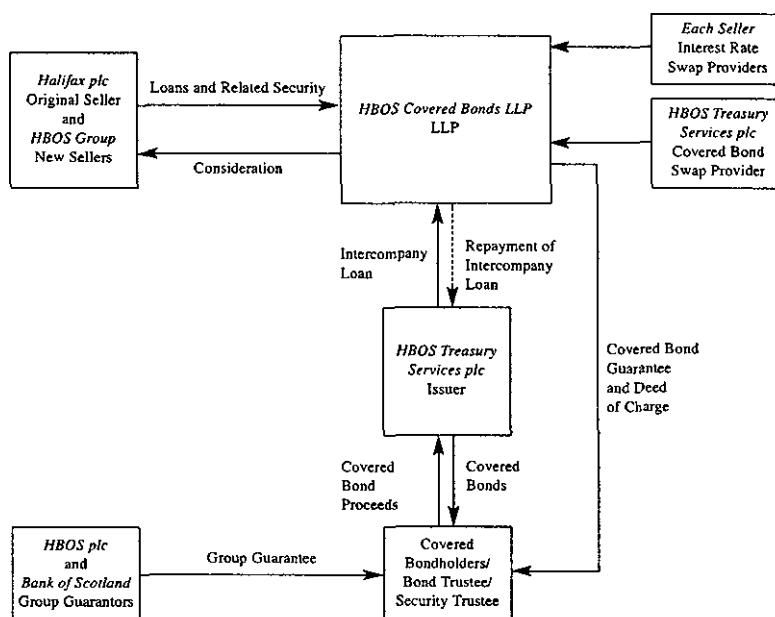 Each Seller
Interest Rate
Swap Providers
Halifax plc
Original Seller
and
HBOS Group
New Sellers
Loans and Related Security
Consideration
HBOS Covered Bonds LLP
LLP
HBOS Treasury
Services plc
Covered Bond
Swap Provider
Intercompany
Loan
Repayment of
Intercompany
Loan
HBOS Treasury
Services plc
Issuer
Covered Bond
Guarantee
and Deed
of Charge
Covered
Bond
Proceeds
Covered
Bonds
HBOS plc
and
Bank of Scotland
Group Guarantors
Group Guarantee
Covered
Bondholders/
Bond Trustee/
Security Trustee